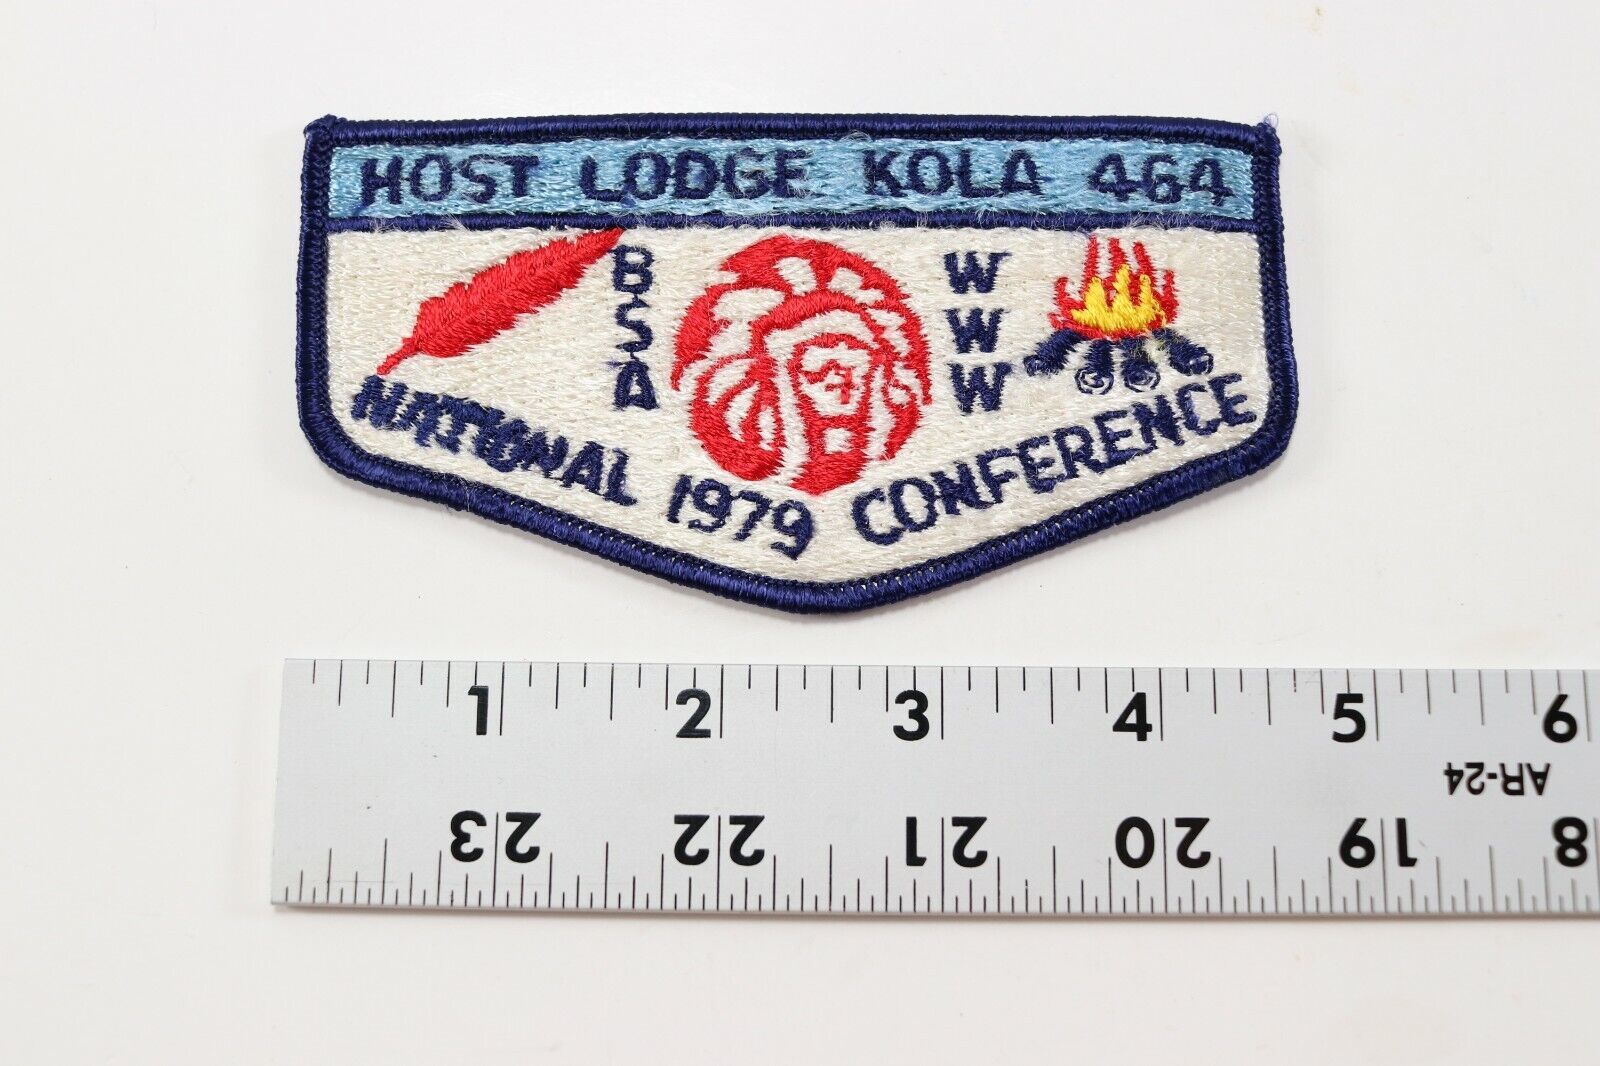 HOST LODGE KOLA 464
BSA
WWW
NATIONAL 1979 CONFERENCE
1 2 3 4 5 6
AR-24
23 22 21 20 19 8